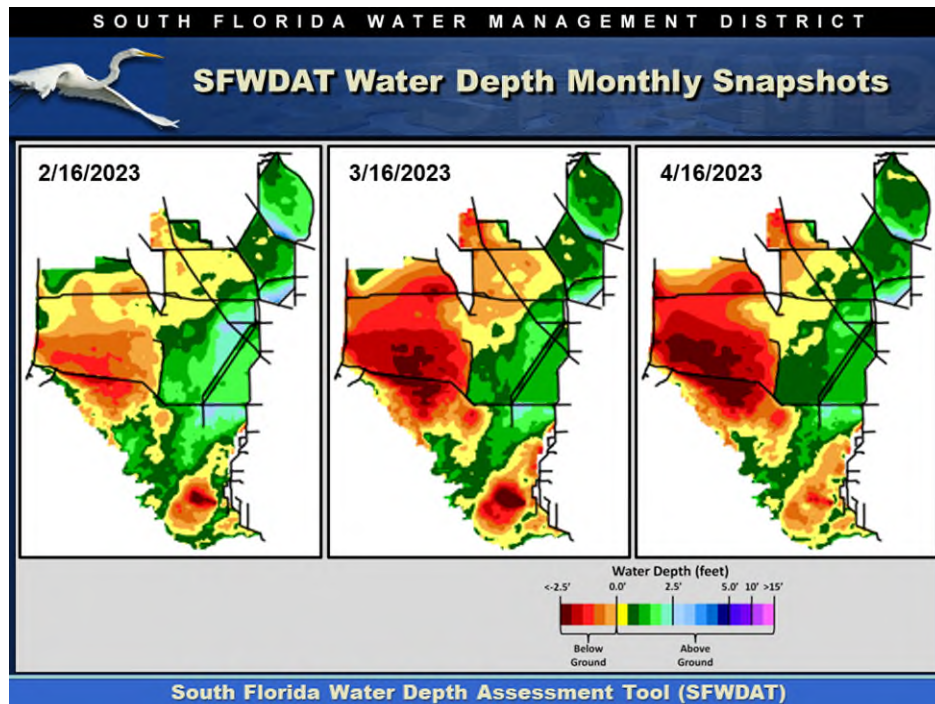 SOUTH FLORIDA WATER MANAGEMENT DISTRICT
SFWDAT Water Depth Monthly Snapshots
2/16/2023
3/16/2023
4/16/2023
Water Depth (feet)
<-2.5' 0.0' 2.5' 5.0' 10' >15'
Below Ground
Above Ground
South Florida Water Depth Assessment Tool (SFWDAT)